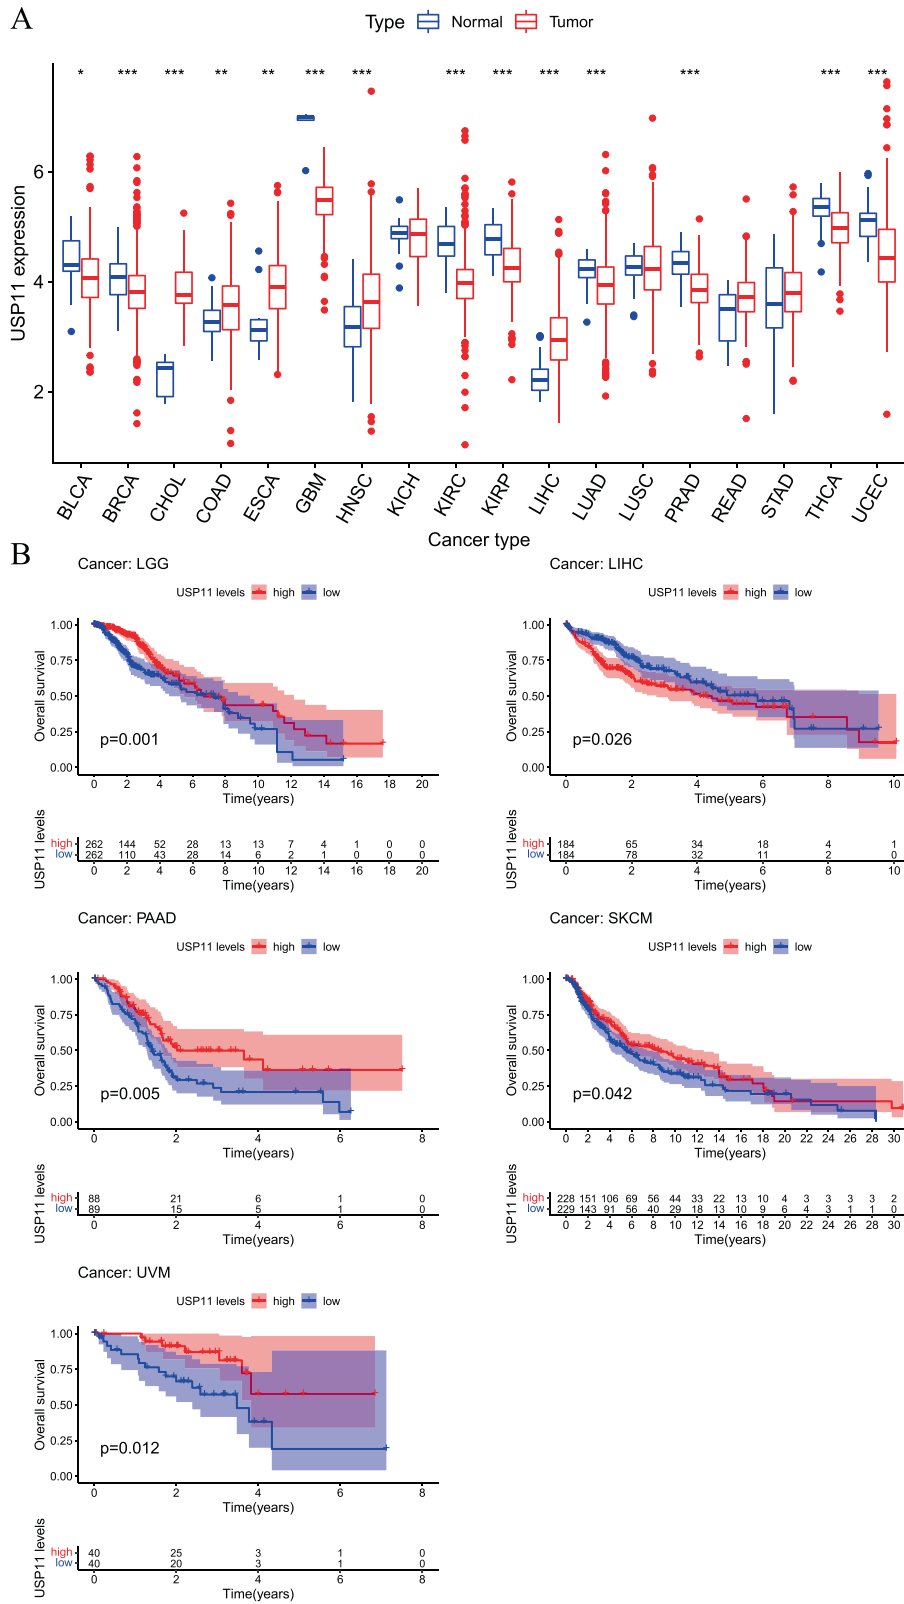 A
Type Normal Tumor
* *** *** ** ** *** *** *** *** *** *** *** *** ***
USP11 expression
6
4
2
BLCA BRCA CHOL COAD ESCA GBM HNSC KICH KIRC KIRP LIHC LUAD LUSC PRAD READ STAD THCA UCEC
Cancer type
B
Cancer: LGG
USP11 levels high low
Overall survival
1.00
0.75
0.50
0.25
0.00
p=0.001
0 2 4 6 8 10 12 14 16 18 20
Time(years)
USP11 levels
high 262 144 52 28 13 13 7 4 1 0 0
low 262 110 43 28 14 6 2 1 0 0 0
0 2 4 6 8 10 12 14 16 18 20
Time(years)
Cancer: LIHC
USP11 levels high low
Overall survival
1.00
0.75
0.50
0.25
0.00
p=0.026
0 2 4 6 8 10
Time(years)
USP11 levels
high 184 65 34 18 4 1
low 184 78 32 11 2 0
0 2 4 6 8 10
Time(years)
Cancer: PAAD
USP11 levels high low
Overall survival
1.00
0.75
0.50
0.25
0.00
p=0.005
0 2 4 6 8
Time(years)
USP11 levels
high 88 21 6 1 0
low 89 15 5 1 0
0 2 4 6 8
Time(years)
Cancer: SKCM
USP11 levels high low
Overall survival
1.00
0.75
0.50
0.25
0.00
p=0.042
0 2 4 6 8 10 12 14 16 18 20 22 24 26 28 30
Time(years)
USP11 levels
high 228 151 106 69 56 44 33 22 13 10 4 3 3 3 3 2
low 229 143 91 56 40 29 18 13 10 9 6 4 3 1 1 0
0 2 4 6 8 10 12 14 16 18 20 22 24 26 28 30
Time(years)
Cancer: UVM
USP11 levels high low
Overall survival
1.00
0.75
0.50
0.25
0.00
p=0.012
0 2 4 6 8
Time(years)
USP11 levels
high 40 25 3 1 0
low 40 20 3 1 0
0 2 4 6 8
Time(years)